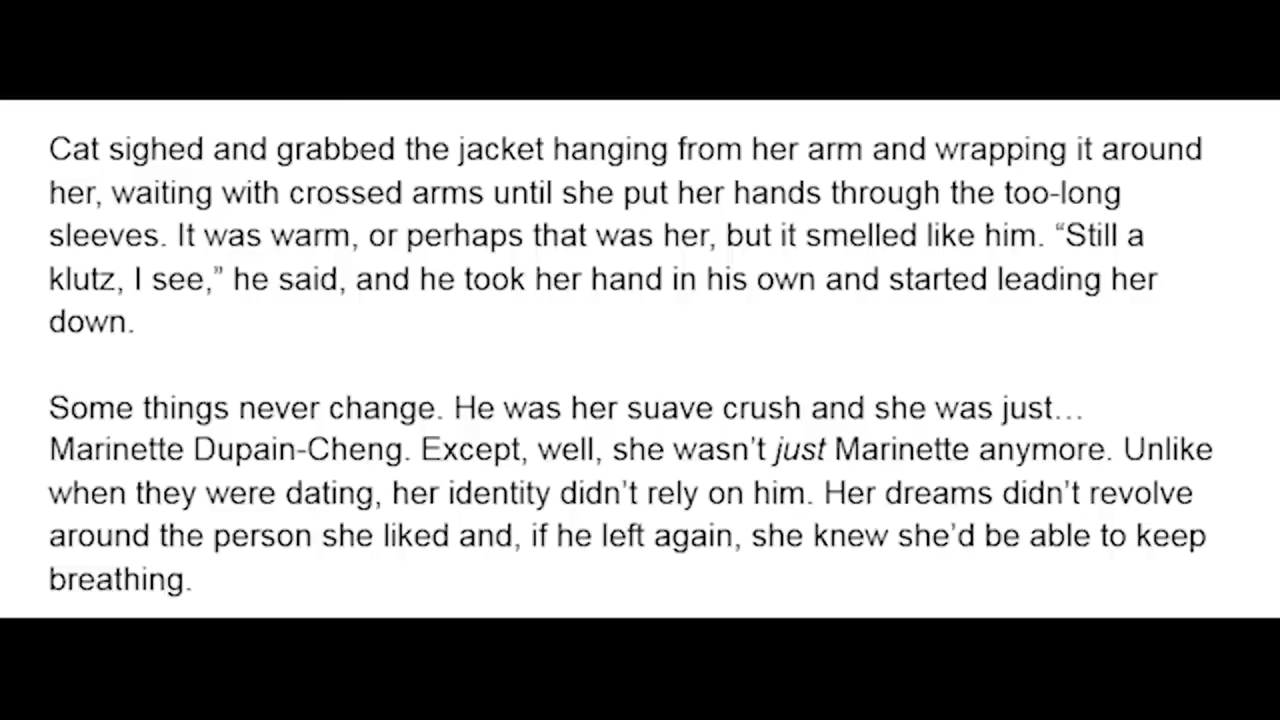 Cat sighed and grabbed the jacket hanging from her arm and wrapping it around
her, waiting with crossed arms until she put her hands through the too-long
sleeves. It was warm, or perhaps that was her, but it smelled like him. “Still a
klutz, I see,” he said, and he took her hand in his own and started leading her
down.
Some things never change. He was her suave crush and she was just…
Marinette Dupain-Cheng. Except, well, she wasn’t just Marinette anymore. Unlike
when they were dating, her identity didn’t rely on him. Her dreams didn’t revolve
around the person she liked and, if he left again, she knew she’d be able to keep
breathing.